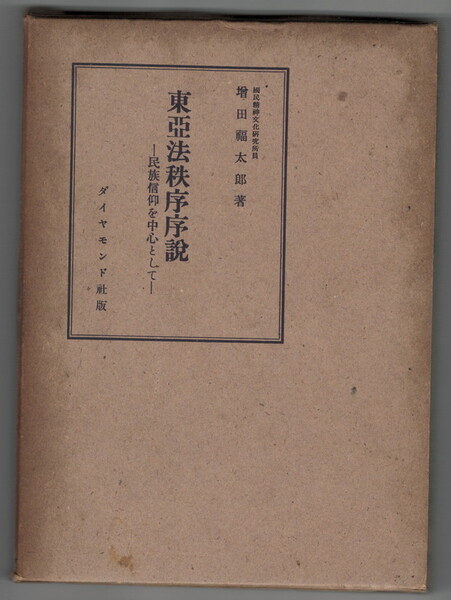 國民精神文化硏究所員
增田福太郎著
東亞法秩序序說
―民族信仰を中心として―
ダイヤモンド社版